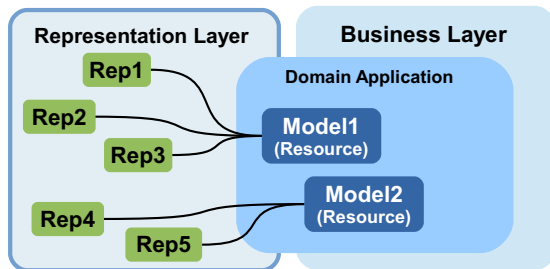 Representation Layer
Business Layer
Rep1
Domain Application
Rep2
Model1
(Resource)
Rep3
Model2
(Resource)
Rep4
Rep5